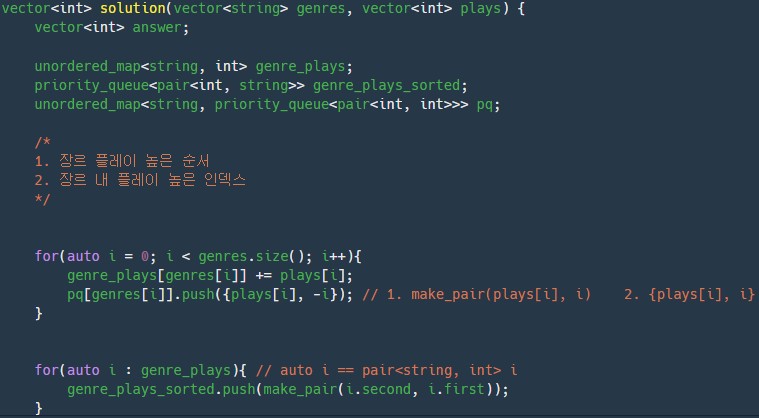 vector<int> solution(vector<string> genres, vector<int> plays) {
    vector<int> answer;
    unordered_map<string, int> genre_plays;
    priority_queue<pair<int, string>> genre_plays_sorted;
    unordered_map<string, priority_queue<pair<int, int>>> pq;
    /*
    1. 장르 플레이 높은 순서
    2. 장르 내 플레이 높은 인덱스
    */
    for(auto i = 0; i < genres.size(); i++){
        genre_plays[genres[i]] += plays[i];
        pq[genres[i]].push({plays[i], -i}); // 1. make_pair(plays[i], i)    2. {plays[i], i}
    }
    for(auto i : genre_plays){ // auto i == pair<string, int> i
        genre_plays_sorted.push(make_pair(i.second, i.first));
    }